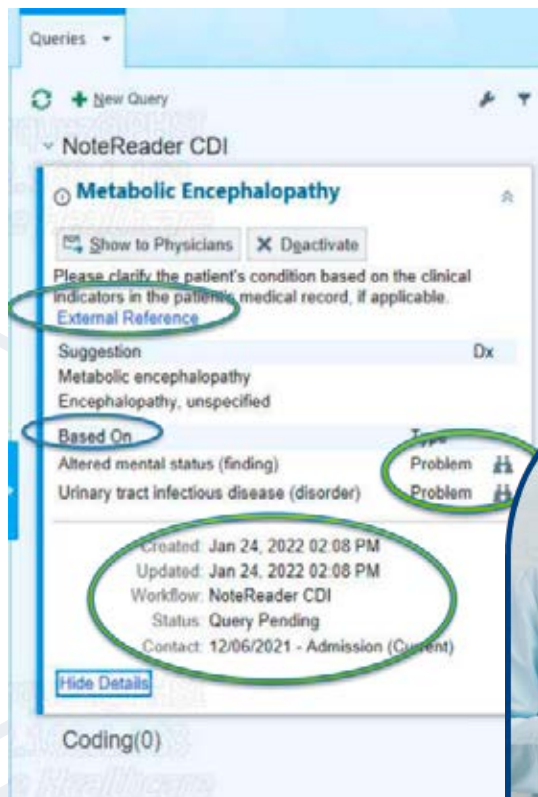 Queries
New Query
NoteReader CDI
Metabolic Encephalopathy
Show to Physicians Deactivate
Please clarify the patient's condition based on the clinical
indicators in the patient's medical record, if applicable.
External Reference
Suggestion Dx
Metabolic encephalopathy
Encephalopathy, unspecified
Based On Type
Altered mental status (finding) Problem
Urinary tract infectious disease (disorder) Problem
Created: Jan 24, 2022 02:08 PM
Updated: Jan 24, 2022 02:08 PM
Workflow: NoteReader CDI
Status: Query Pending
Contact: 12/06/2021 - Admission (Current)
Hide Details
Coding(0)